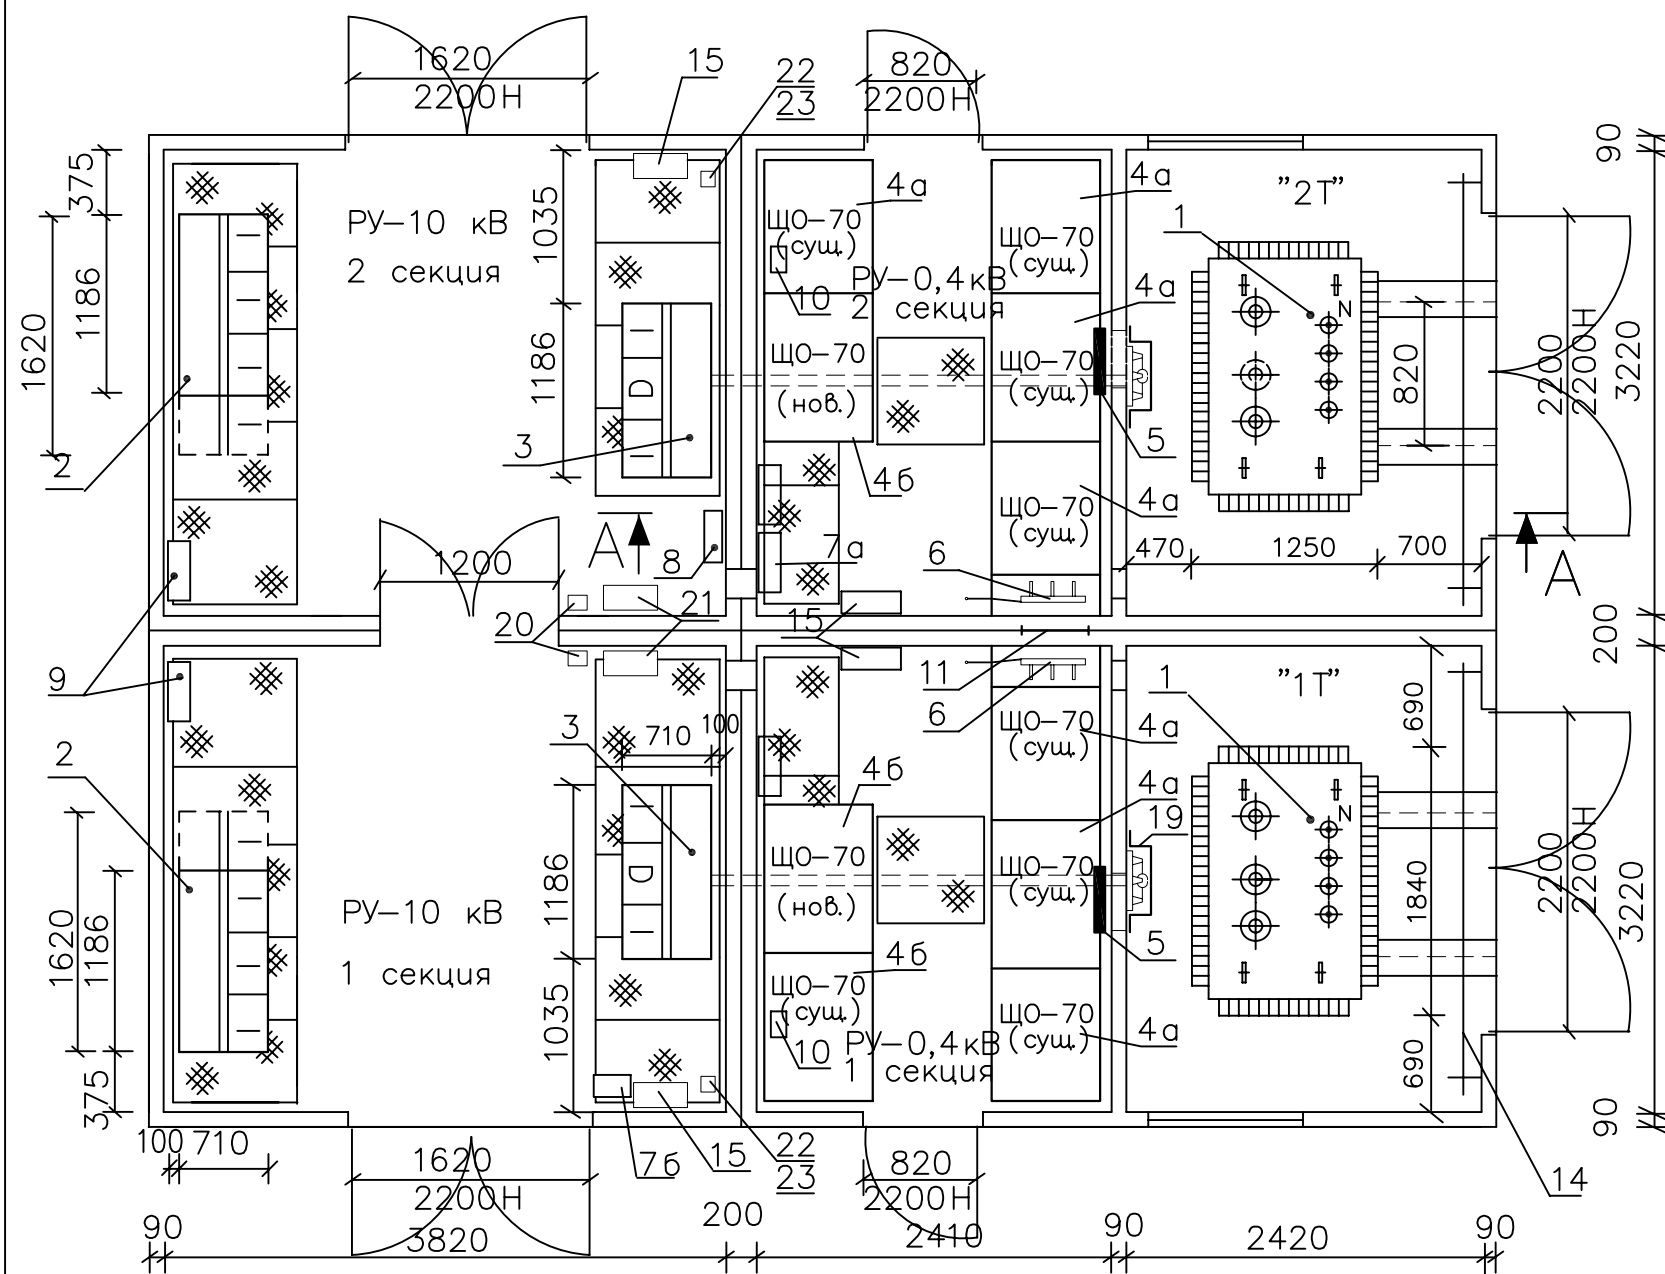 1620
2200Н
15
22
23
820
2200Н
90
375
1186
1620
РУ-10 кВ
2 секция
1035
1186
ЩО-70
(сущ.)
4а
10
РУ-0,4кВ
2 секция
ЩО-70
(нов.)
4б
ЩО-70
(сущ.)
4а
ЩО-70
(сущ.)
4а
ЩО-70
(сущ.)
4а
"2Т"
1
N
820
2200
2200Н
3220
2
3
5
А
8
7а
6
470
1250
700
А
1200
20
21
15
200
9
11
6
"1Т"
1
690
2
3
710
100
4б
ЩО-70
(сущ.)
4а
4а
19
N
1186
ЩО-70
(нов.)
ЩО-70
(сущ.)
1840
2200
2200Н
3220
РУ-10 кВ
1 секция
1620
1186
4б
5
ЩО-70
(сущ.)
10
РУ-0,4кВ
1 секция
ЩО-70
(сущ.)
4а
1035
375
690
90
100
710
1620
2200Н
7б
15
22
23
820
2200Н
14
90
3820
200
2410
90
2420
90